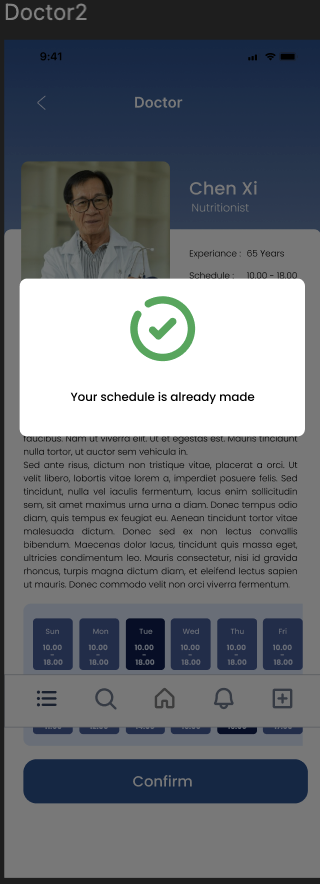 Doctor2
9:41
Doctor
Chen Xi
Nutritionist
Experiance : 65 Years
Schedule : 10.00 - 18.00
Your schedule is already made
faucibus. Nam ut viverra elit. Ut et egestas est. Mauris tincidunt
nulla tortor, ut auctor sem vehicula in.
Sed ante risus, dictum non tristique vitae, placerat a orci. Ut
velit libero, lobortis vitae lorem a, imperdiet posuere felis. Sed
tincidunt, nulla vel iaculis fermentum, lacus enim sollicitudin
sem, sit amet maximus urna urna a diam. Donec tempus odio
diam, quis tempus ex feugiat eu. Aenean tincidunt tortor vitae
malesuada dictum. Donec sed ex non lectus convallis
bibendum. Maecenas dolor lacus, tincidunt quis massa eget,
ultricies condimentum leo. Mauris consectetur, nisi id gravida
rhoncus, turpis magna dictum diam, et eleifend lectus sapien
ut mauris. Donec commodo velit non orci viverra fermentum.
Sun Mon Tue Wed Thu Fri
10.00 10.00 10.00 10.00 10.00 10.00
- - - - - -
18.00 18.00 18.00 18.00 18.00 18.00
Confirm